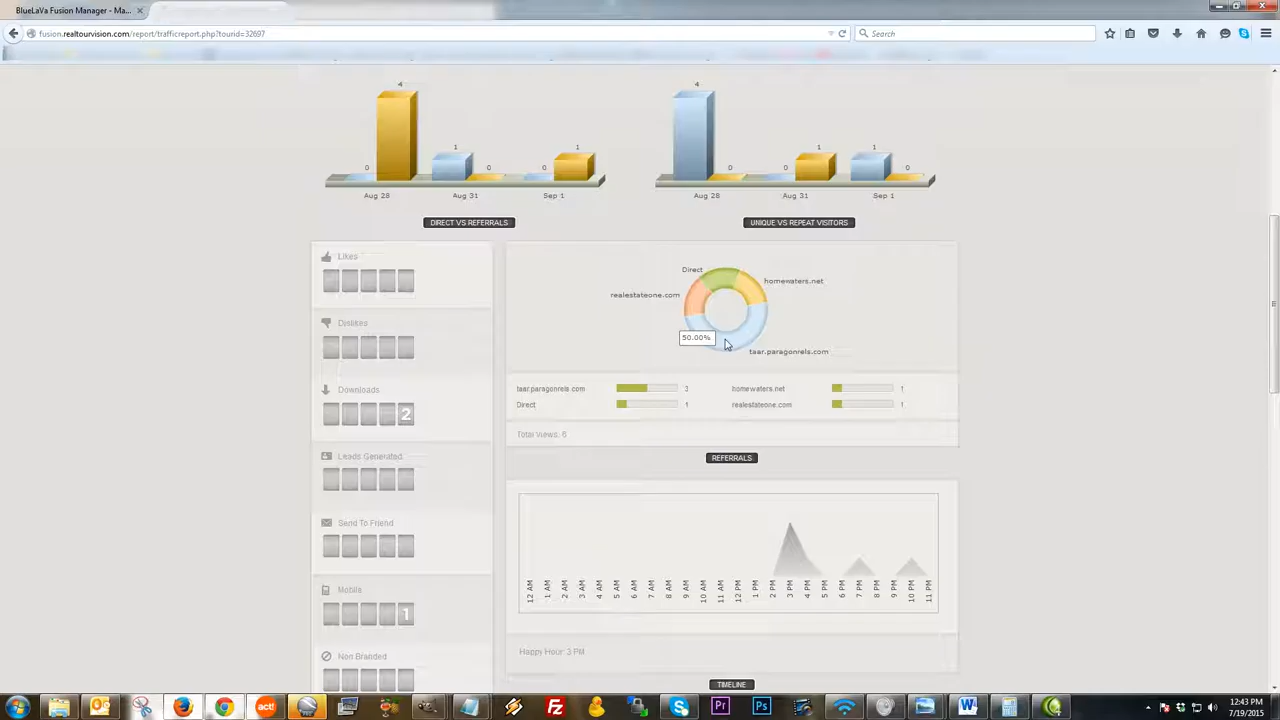 BlueLaVa Fusion Manager - Ma...
fusion.realtourvision.com/report/trafficreport.php?tourid=32697
Search
4
0
1
0
0
1
Aug 28
Aug 31
Sep 1
4
0
0
1
1
0
Aug 28
Aug 31
Sep 1
DIRECT VS REFERRALS
UNIQUE VS REPEAT VISITORS
Likes
Dislikes
Downloads
2
Leads Generated
Send To Friend
Mobile
1
Non Branded
Direct
homewaters.net
realestateone.com
50.00%
taar.paragonrels.com
taar.paragonrels.com 3
homewaters.net 1
Direct 1
realestateone.com 1
Total Views: 6
REFERRALS
12 AM
1 AM
2 AM
3 AM
4 AM
5 AM
6 AM
7 AM
8 AM
9 AM
10 AM
11 AM
12 PM
1 PM
2 PM
3 PM
4 PM
5 PM
6 PM
7 PM
8 PM
9 PM
10 PM
11 PM
Happy Hour: 3 PM
TIMELINE
act!
Fz
Pr
Ps
12:43 PM
7/19/2015